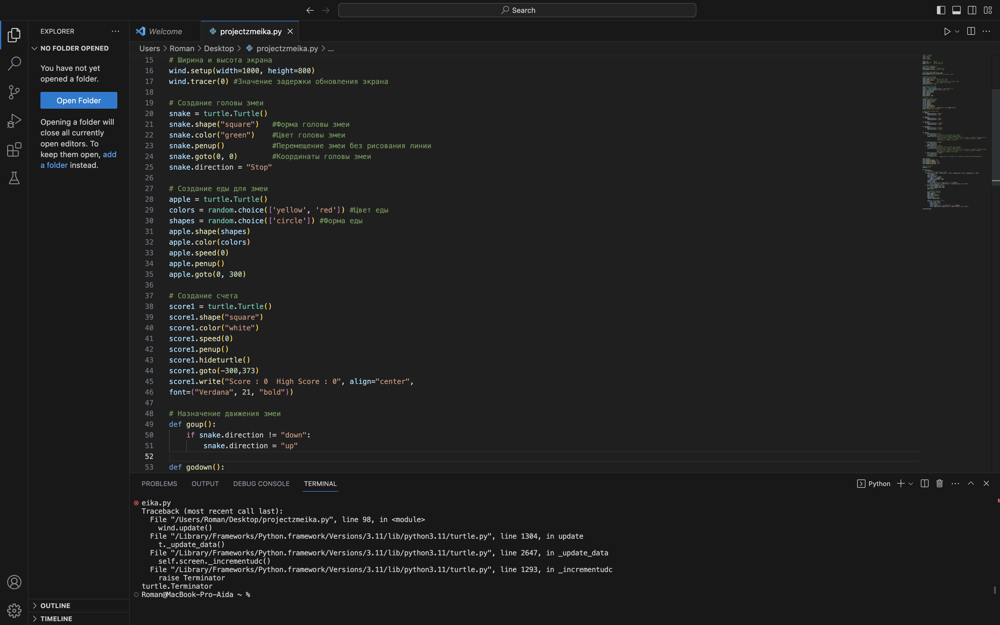 Search
EXPLORER
NO FOLDER OPENED
You have not yet
opened a folder.
Open Folder
Opening a folder will
close all currently
open editors. To
keep them open, add
a folder instead.
OUTLINE
TIMELINE
Welcome
projectzmeika.py
Users > Roman > Desktop > projectzmeika.py > ...
15 # Ширина и высота экрана
16 wind.setup(width=1000, height=800)
17 wind.tracer(0) #Значение задержки обновления экрана
18
19 # Создание головы змеи
20 snake = turtle.Turtle()
21 snake.shape("square")   #Форма головы змеи
22 snake.color("green")    #Цвет головы змеи
23 snake.penup()           #Перемещение змеи без рисования линии
24 snake.goto(0, 0)        #Координаты головы змеи
25 snake.direction = "Stop"
26
27 # Создание еды для змеи
28 apple = turtle.Turtle()
29 colors = random.choice(['yellow', 'red']) #Цвет еды
30 shapes = random.choice(['circle']) #Форма еды
31 apple.shape(shapes)
32 apple.color(colors)
33 apple.speed(0)
34 apple.penup()
35 apple.goto(0, 300)
36
37 # Создание счета
38 score1 = turtle.Turtle()
39 score1.shape("square")
40 score1.color("white")
41 score1.speed(0)
42 score1.penup()
43 score1.hideturtle()
44 score1.goto(-300,373)
45 score1.write("Score : 0  High Score : 0", align="center",
46 font=("Verdana", 21, "bold"))
47
48 # Назначение движения змеи
49 def goup():
50     if snake.direction != "down":
51         snake.direction = "up"
52
53 def godown():
PROBLEMS OUTPUT DEBUG CONSOLE TERMINAL
Python
eika.py
Traceback (most recent call last):
  File "/Users/Roman/Desktop/projectzmeika.py", line 98, in <module>
    wind.update()
  File "/Library/Frameworks/Python.framework/Versions/3.11/lib/python3.11/turtle.py", line 1304, in update
    t._update_data()
  File "/Library/Frameworks/Python.framework/Versions/3.11/lib/python3.11/turtle.py", line 2647, in _update_data
    self.screen._incrementudc()
  File "/Library/Frameworks/Python.framework/Versions/3.11/lib/python3.11/turtle.py", line 1293, in _incrementudc
    raise Terminator
turtle.Terminator
Roman@MacBook-Pro-Aida ~ %